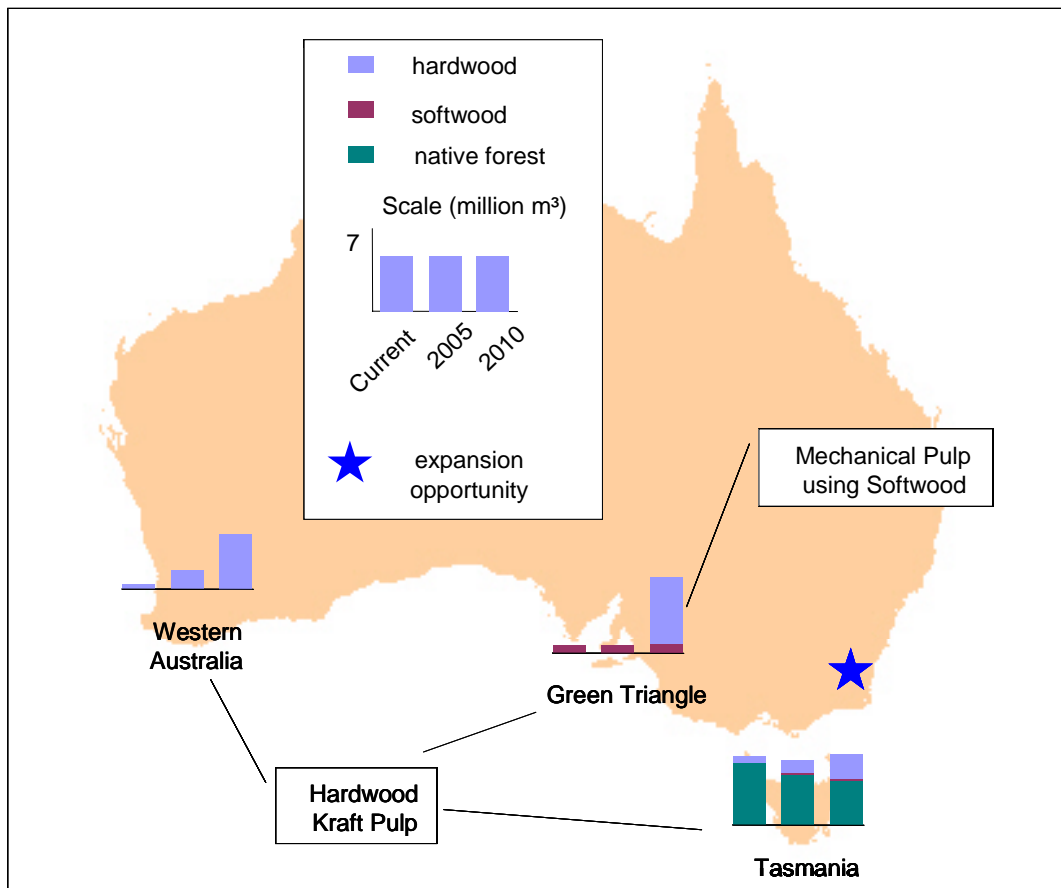 hardwood
softwood
native forest
Scale (million m³)
7
Current
2005
2010
expansion
opportunity
Mechanical Pulp
using Softwood
Western
Australia
Green Triangle
Hardwood
Kraft Pulp
Tasmania